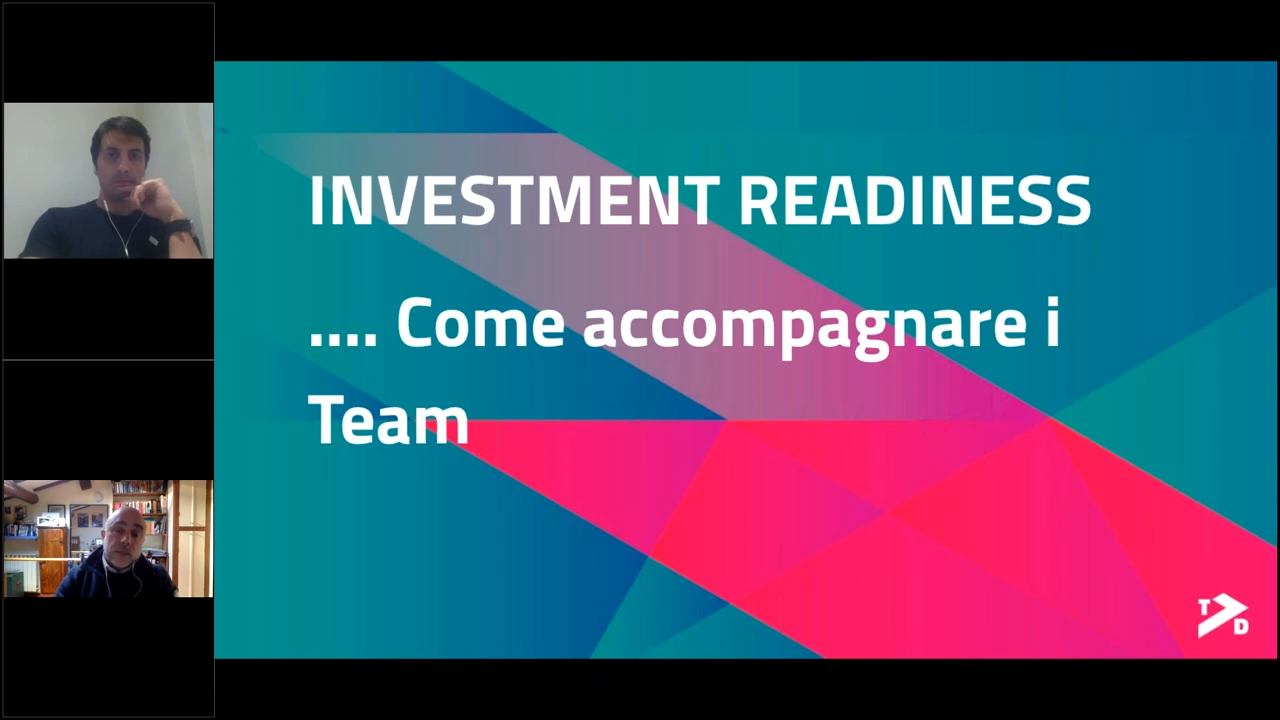 INVESTMENT READINESS
.... Come accompagnare i
Team
T
D